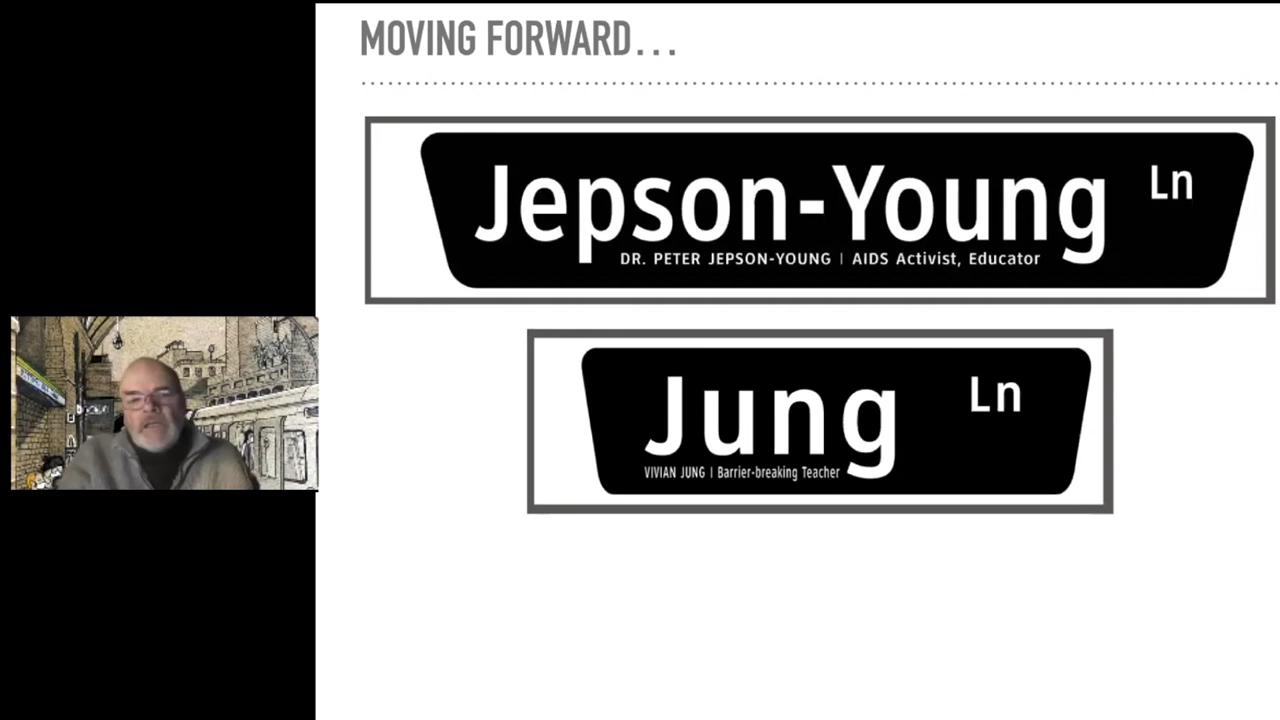 MOVING FORWARD...
Jepson-Young Ln
DR. PETER JEPSON-YOUNG | AIDS Activist, Educator
Jung Ln
VIVIAN JUNG | Barrier-breaking Teacher